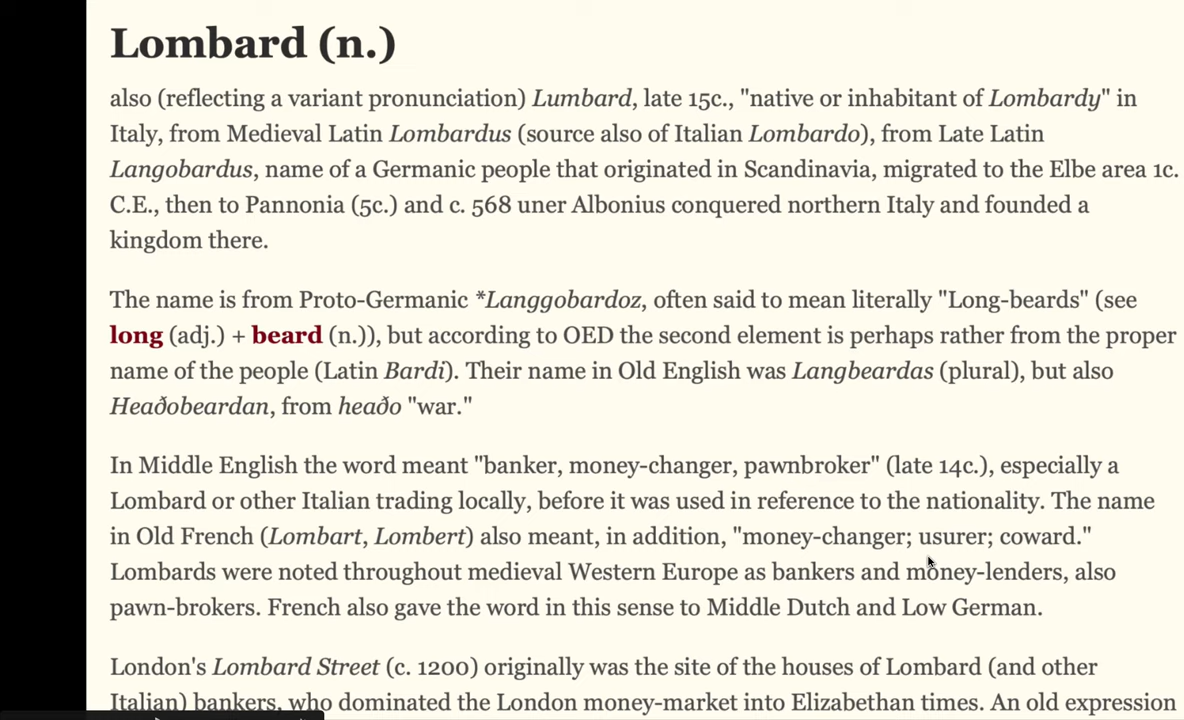 Lombard (n.)
also (reflecting a variant pronunciation) Lumbard, late 15c., "native or inhabitant of Lombardy" in
Italy, from Medieval Latin Lombardus (source also of Italian Lombardo), from Late Latin
Langobardus, name of a Germanic people that originated in Scandinavia, migrated to the Elbe area 1c.
C.E., then to Pannonia (5c.) and c. 568 uner Albonius conquered northern Italy and founded a
kingdom there.
The name is from Proto-Germanic *Langgobardoz, often said to mean literally "Long-beards" (see
long (adj.) + beard (n.)), but according to OED the second element is perhaps rather from the proper
name of the people (Latin Bardi). Their name in Old English was Langbeardas (plural), but also
Heaðobeardan, from heaðo "war."
In Middle English the word meant "banker, money-changer, pawnbroker" (late 14c.), especially a
Lombard or other Italian trading locally, before it was used in reference to the nationality. The name
in Old French (Lombart, Lombert) also meant, in addition, "money-changer; usurer; coward."
Lombards were noted throughout medieval Western Europe as bankers and money-lenders, also
pawn-brokers. French also gave the word in this sense to Middle Dutch and Low German.
London's Lombard Street (c. 1200) originally was the site of the houses of Lombard (and other
Italian) bankers, who dominated the London money-market into Elizabethan times. An old expression